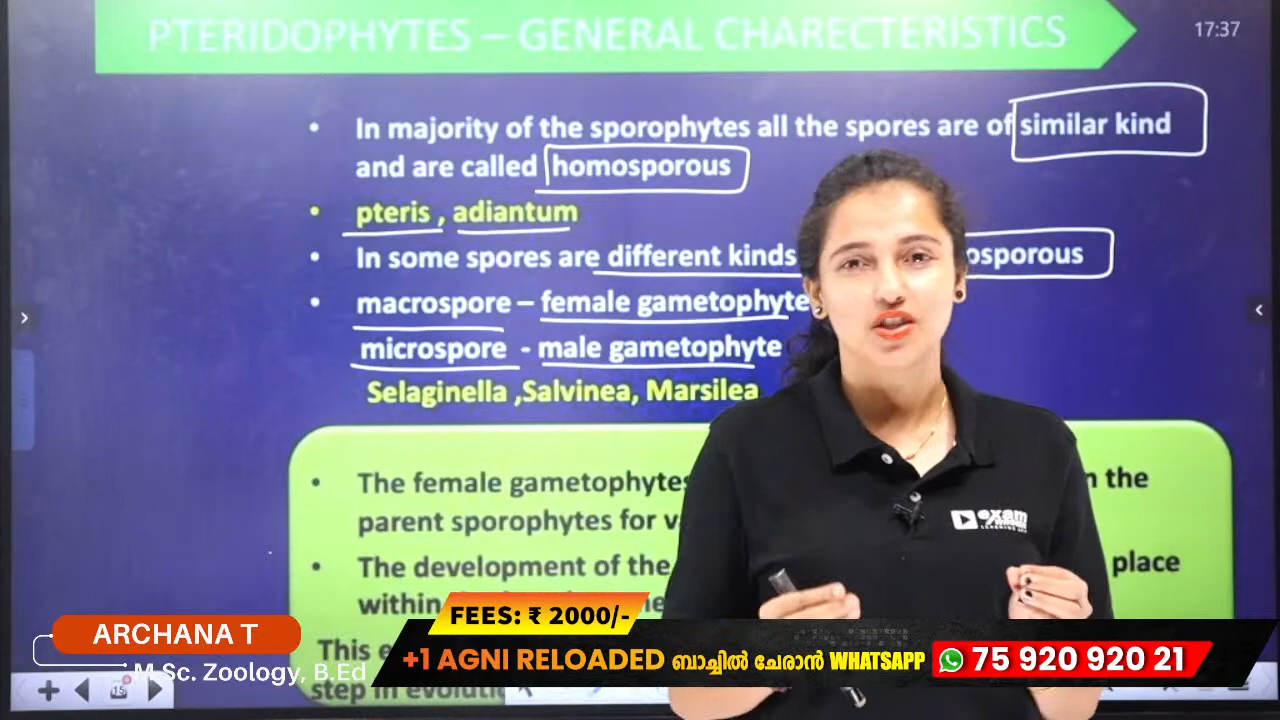 PTERIDOPHYTES – GENERAL CHARECTERISTICS
17:37
• In majority of the sporophytes all the spores are of similar kind
and are called homosporous
• pteris , adiantum
• In some spores are different kinds osporous
• macrospore – female gametophyte
microspore - male gametophyte
Selaginella ,Salvinea, Marsilea
• The female gametophytes the
parent sporophytes for
• The development of the place
within
This
step in
exam
LEARNING APP
FEES: ₹ 2000/-
ARCHANA T
M.Sc. Zoology, B.Ed
+1 AGNI RELOADED ബാച്ചിൽ ചേരാൻ WHATSAPP 75 920 920 21
15